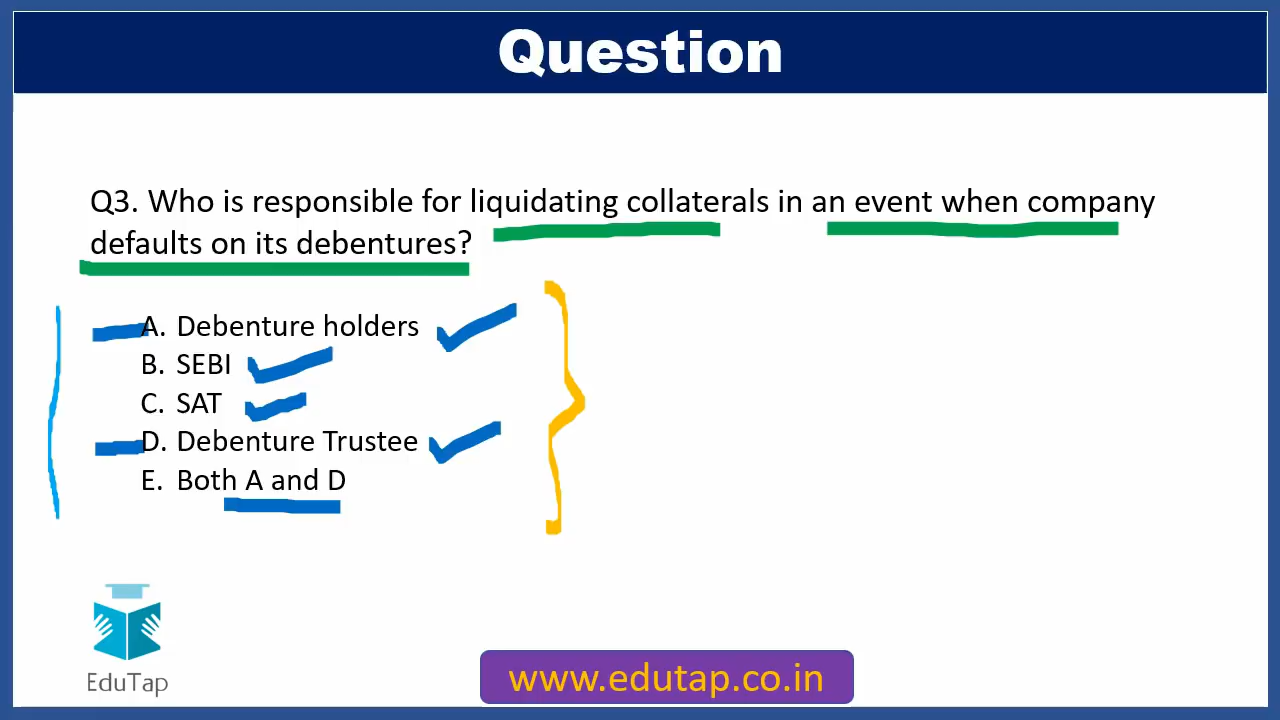 Question
Q3. Who is responsible for liquidating collaterals in an event when company
defaults on its debentures?
A. Debenture holders
B. SEBI
C. SAT
D. Debenture Trustee
E. Both A and D
EduTap
www.edutap.co.in